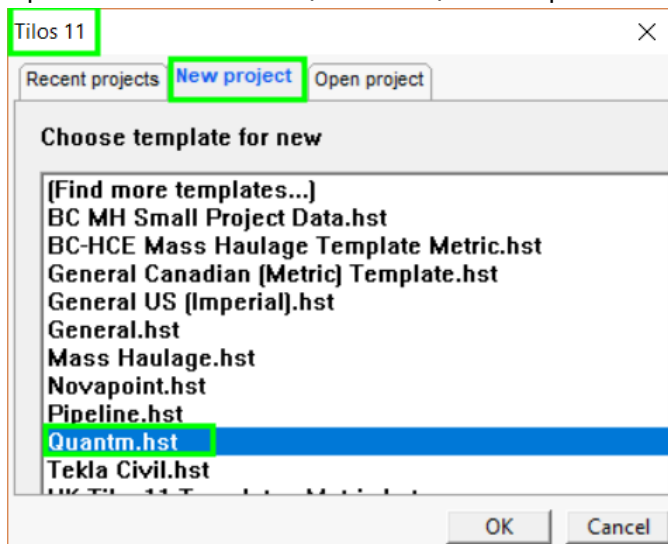 Tilos 11
Recent projects New project Open project
Choose template for new
(Find more templates...)
BC MH Small Project Data.hst
BC-HCE Mass Haulage Template Metric.hst
General Canadian (Metric) Template.hst
General US (Imperial).hst
General.hst
Mass Haulage.hst
Novapoint.hst
Pipeline.hst
Quantm.hst
Tekla Civil.hst
OK Cancel